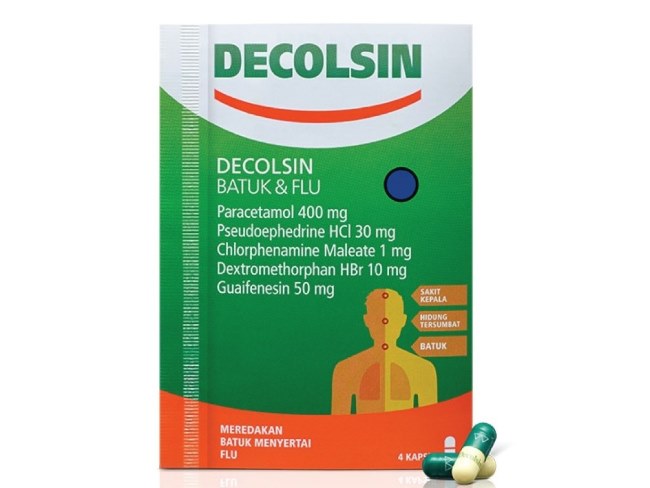 DECOLSIN
DECOLSIN
BATUK & FLU
Paracetamol 400 mg
Pseudoephedrine HCl 30 mg
Chlorphenamine Maleate 1 mg
Dextromethorphan HBr 10 mg
Guaifenesin 50 mg
SAKIT
KEPALA
HIDUNG
TERSUMBAT
BATUK
MEREDAKAN
BATUK MENYERTAI
FLU
4